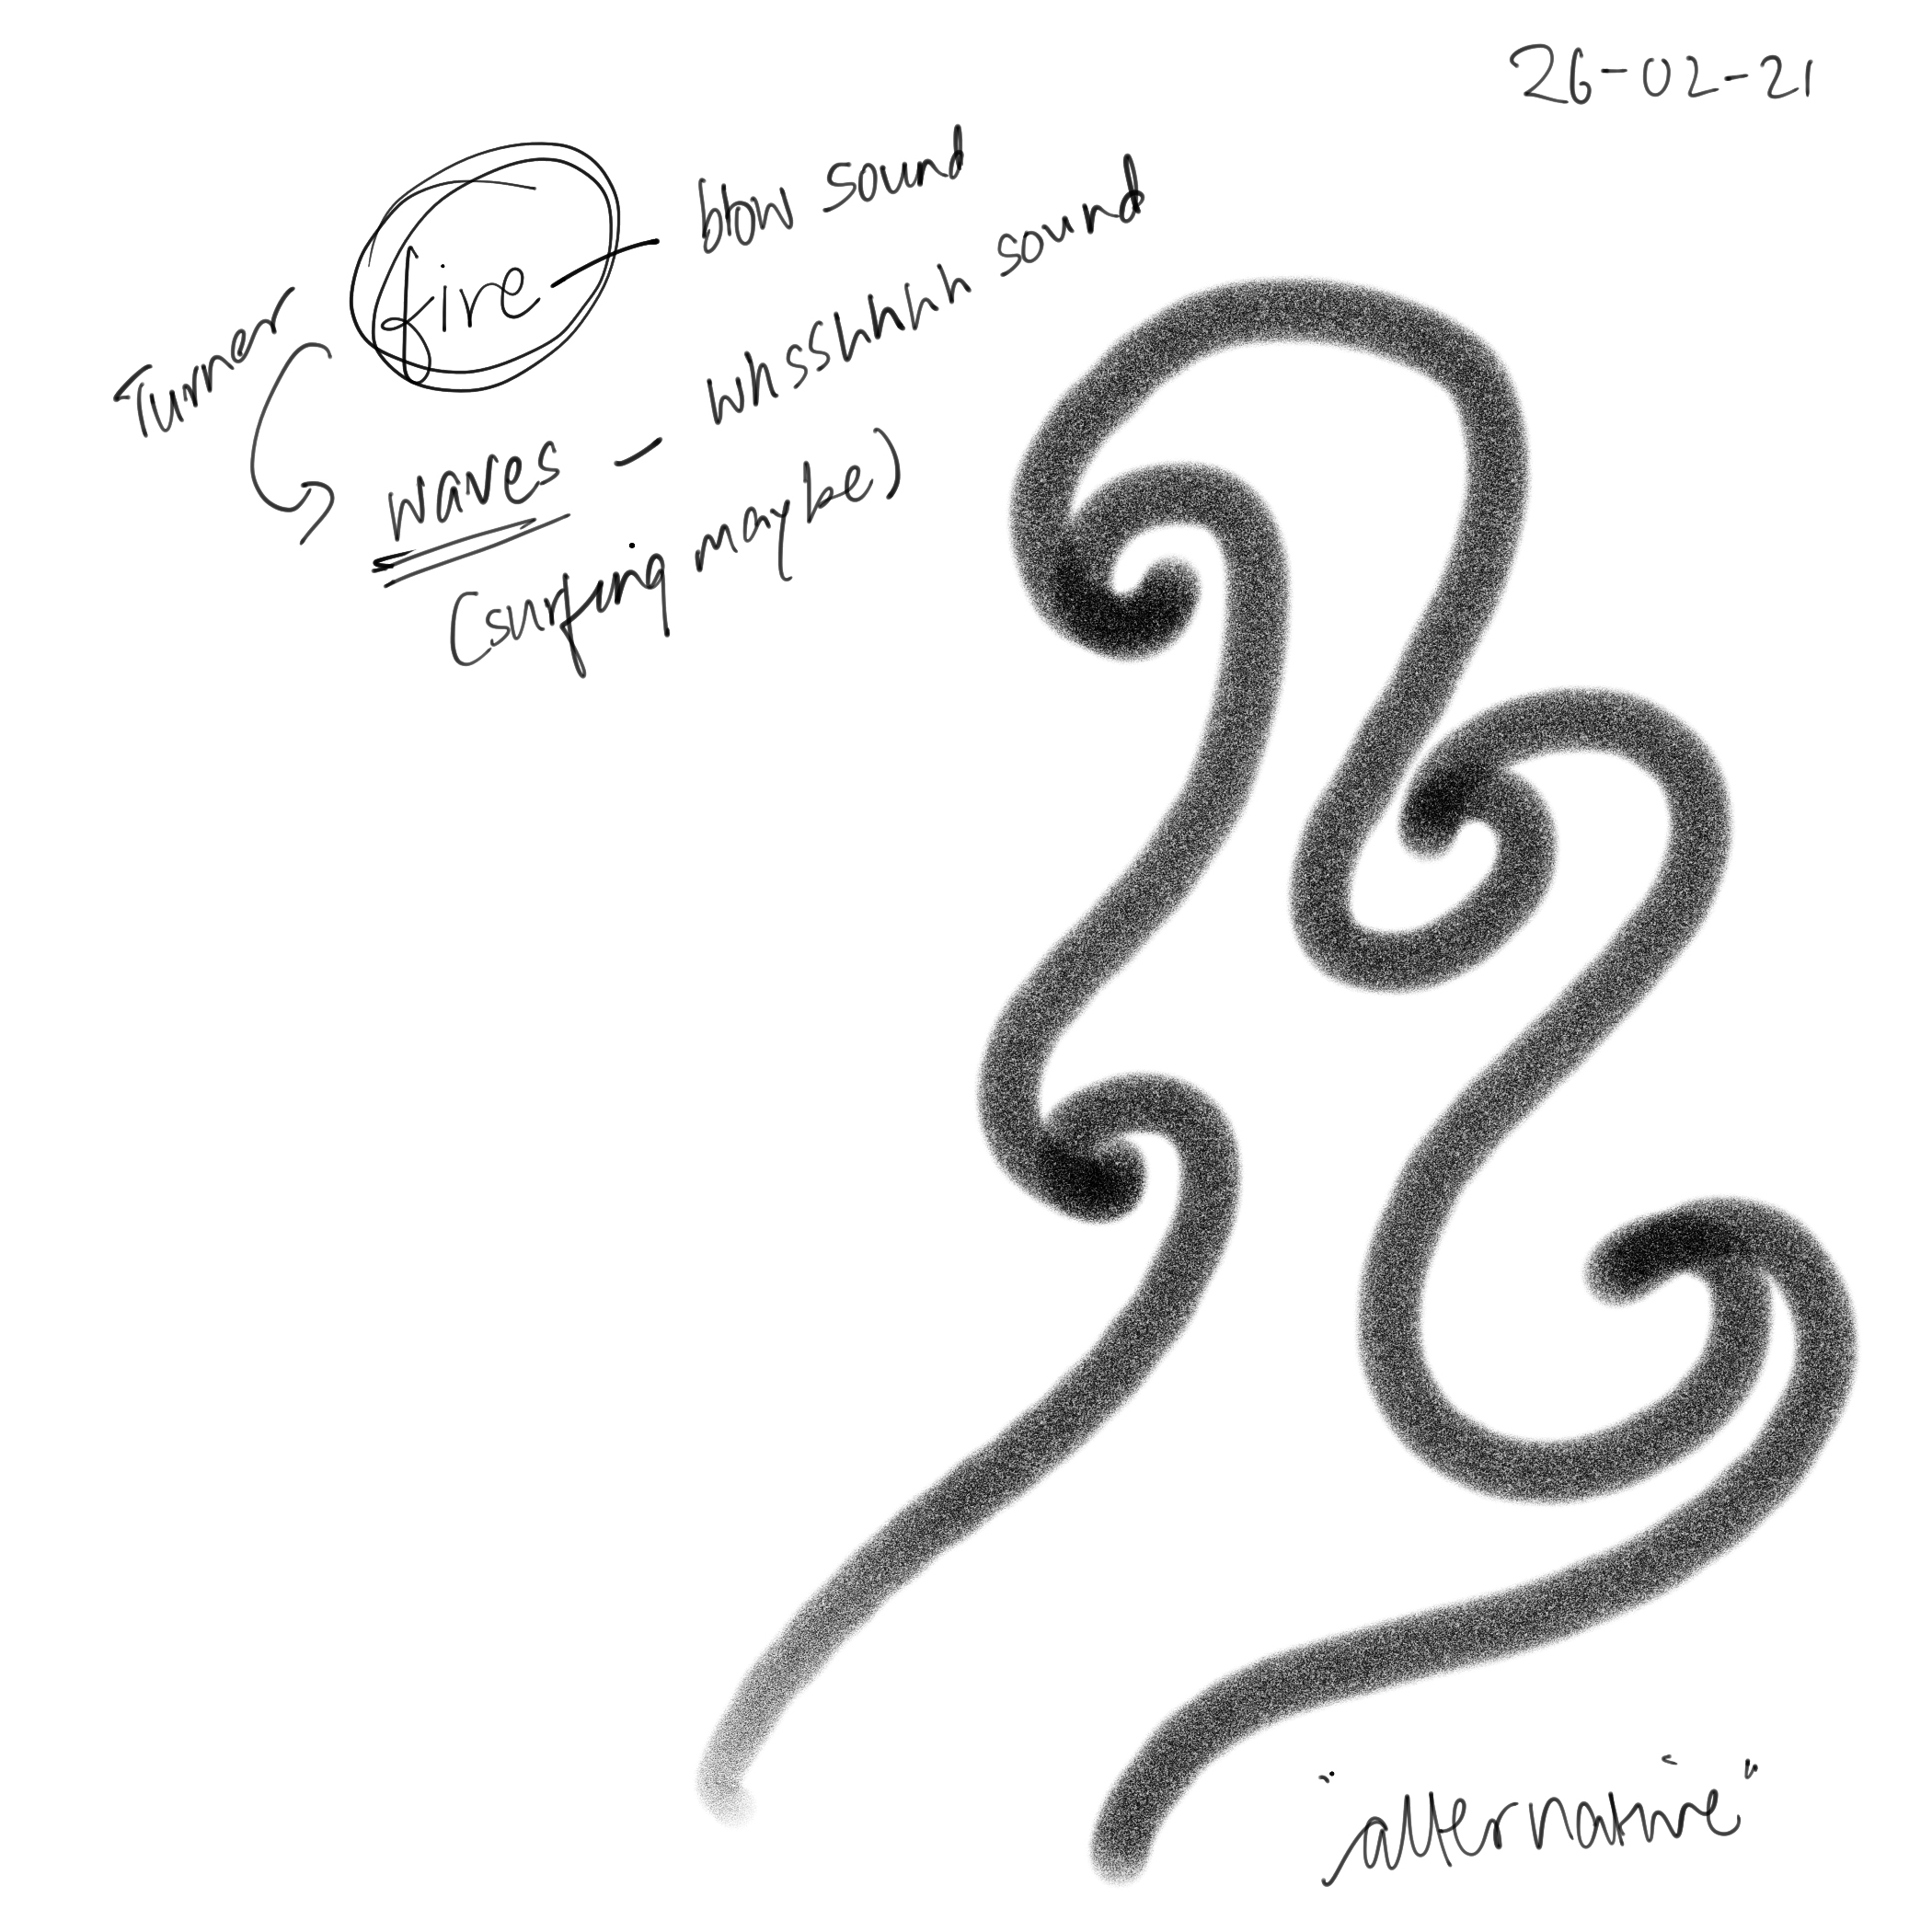 26-02-21
fire — blow sound
Turner
waves — whsshhhh sound
(surfing maybe)
"alternative"